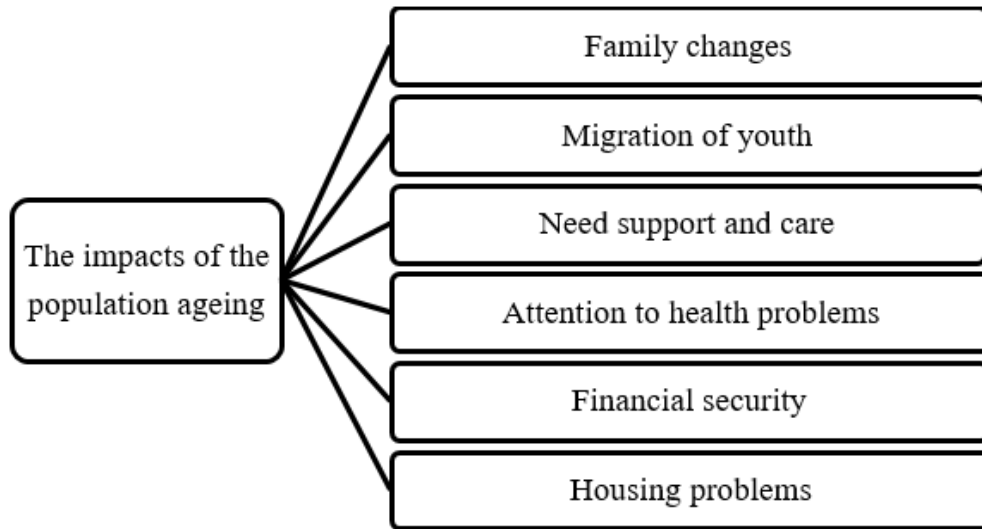 The impacts of the
population ageing
Family changes
Migration of youth
Need support and care
Attention to health problems
Financial security
Housing problems